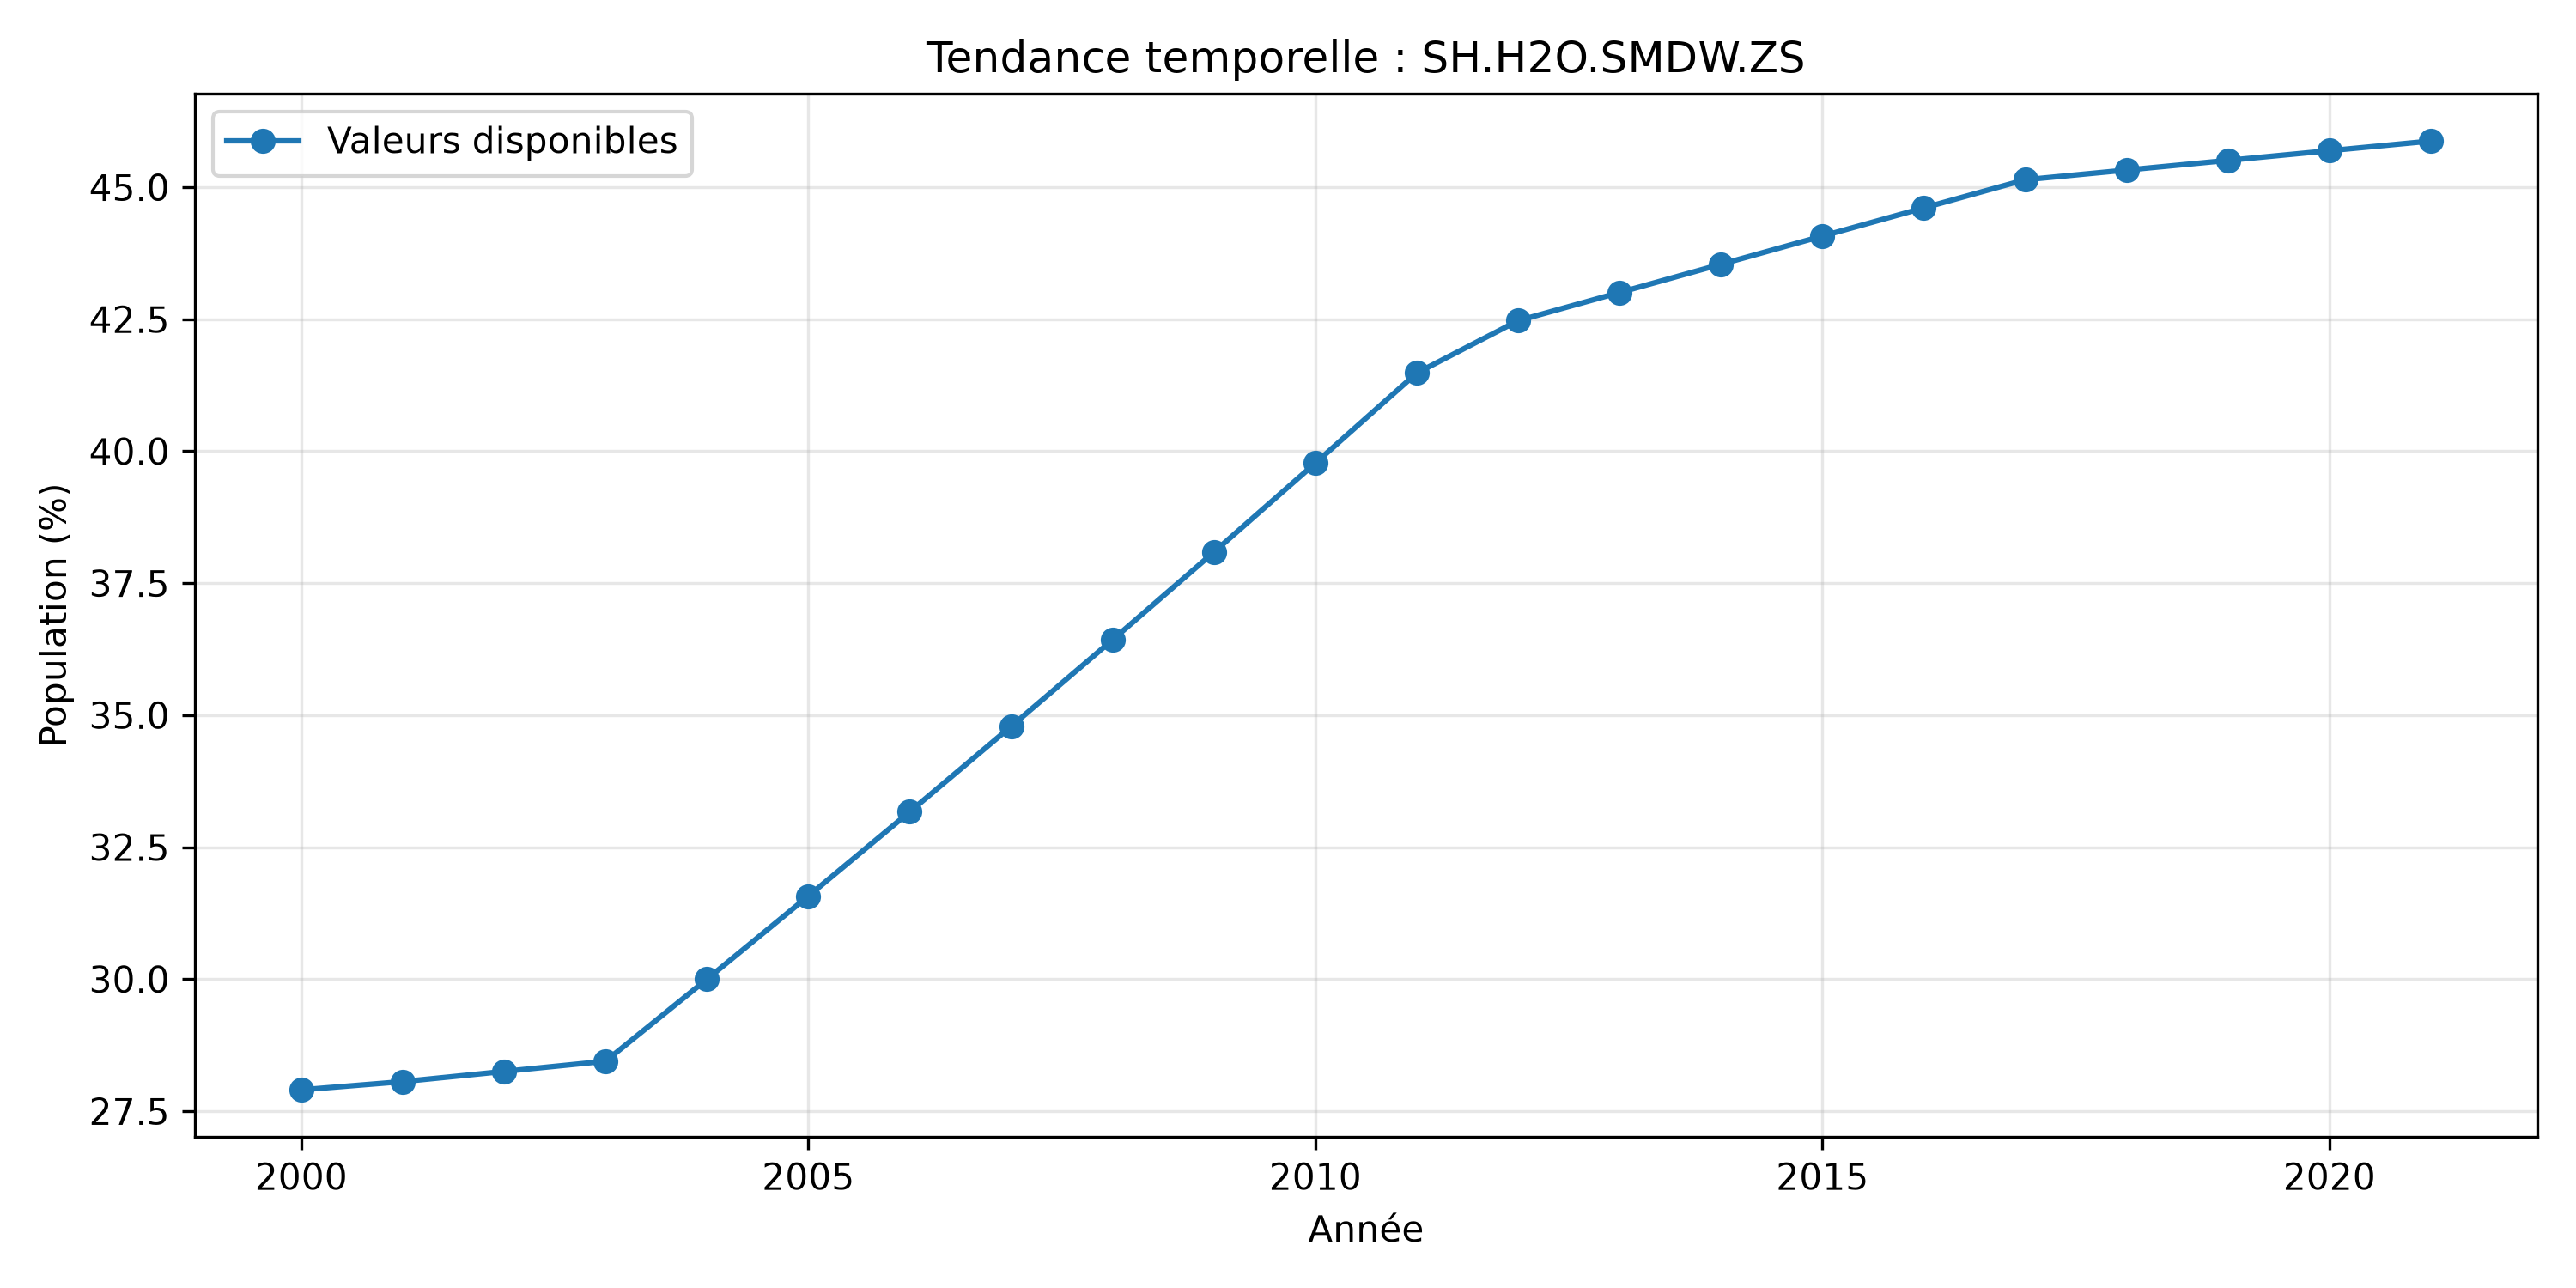 Tendance temporelle : SH.H2O.SMDW.ZS
Valeurs disponibles
45.0
42.5
40.0
37.5
35.0
32.5
30.0
27.5
Population (%)
2000 2005 2010 2015 2020
Année